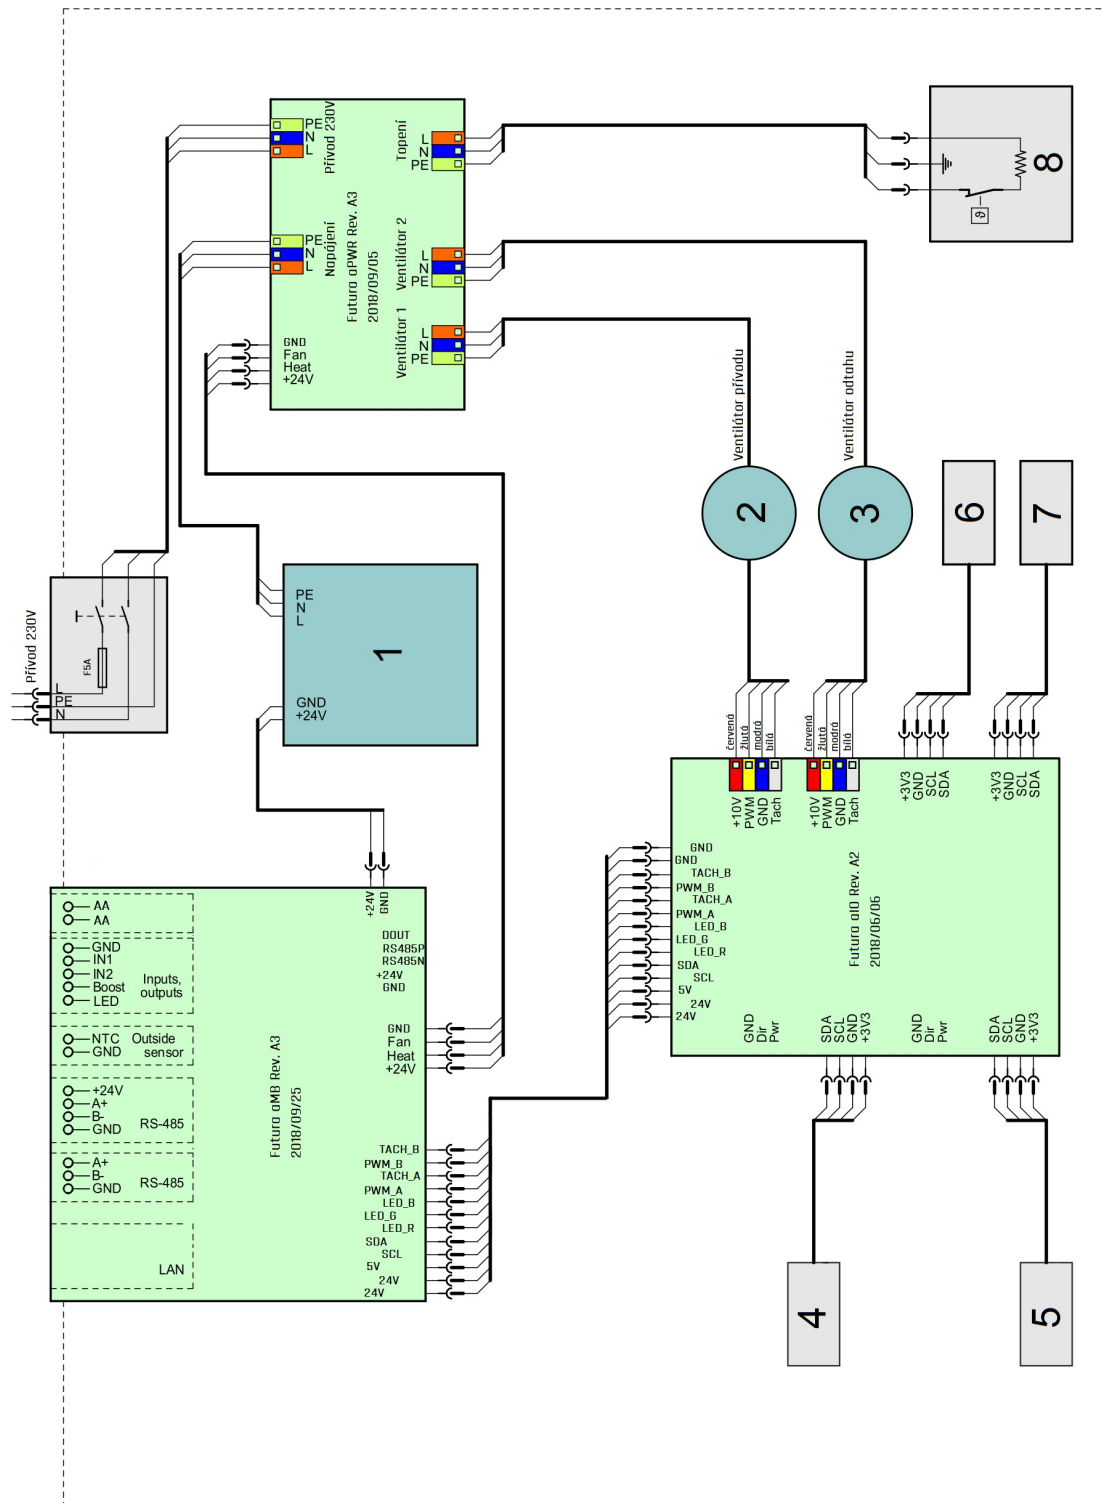 PE
N
L
Přívod 230V
PE
N
L
Napájení
Futura aPWR Rev. A3
2018/09/05
L
N
PE
Topení
L
N
PE
Ventilátor 2
L
N
PE
Ventilátor 1
GND
Fan
Heat
+24V
ϑ
8
Ventilátor přívodu
Ventilátor odtahu
2
3
6
7
Přívod 230V
L
PE
N
F5A
PE
N
L
GND
+24V
1
červená
žlutá
modrá
bílá
červená
žlutá
modrá
bílá
+10V
PWM
GND
Tach
+10V
PWM
GND
Tach
+3V3
GND
SCL
SDA
+3V3
GND
SCL
SDA
GND
GND
TACH_B
PWM_B
TACH_A
PWM_A
LED_B
LED_G
LED_R
SDA
SCL
5V
24V
24V
Futura aIO Rev. A2
2018/06/06
GND
Dir
Pwr
SDA
SCL
GND
+3V3
GND
Dir
Pwr
SDA
SCL
GND
+3V3
4
5
+24V
GND
AA
AA
GND
IN1
IN2
Boost
LED
Inputs,
outputs
NTC
GND
Outside
sensor
+24V
A+
B-
GND
RS-485
A+
B-
GND
RS-485
LAN
DOUT
RS485P
RS485N
+24V
GND
GND
Fan
Heat
+24V
Futura aMB Rev. A3
2018/09/25
TACH_B
PWM_B
TACH_A
PWM_A
LED_B
LED_G
LED_R
SDA
SCL
5V
24V
24V